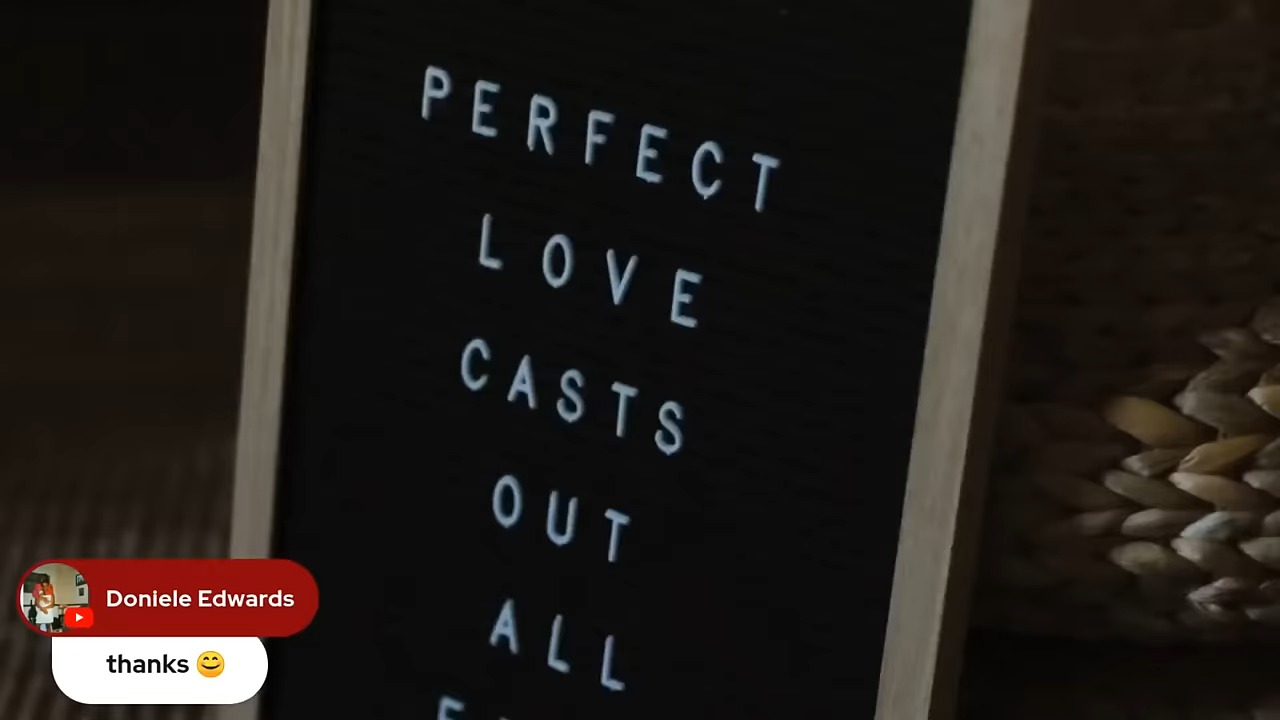 PERFECT
LOVE
CASTS
OUT
ALL
Doniele Edwards
thanks 😊